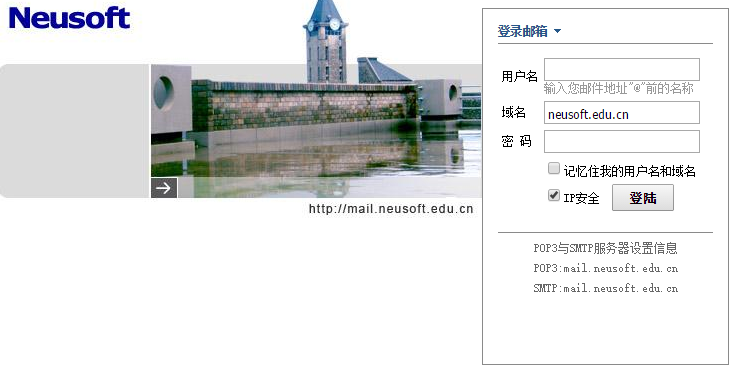 Neusoft
http://mail.neusoft.edu.cn
登录邮箱
用户名
输入您邮件地址"@"前的名称
域名 neusoft.edu.cn
密 码
记忆住我的用户名和域名
IP安全 登陆
POP3与SMTP服务器设置信息
POP3:mail.neusoft.edu.cn
SMTP:mail.neusoft.edu.cn